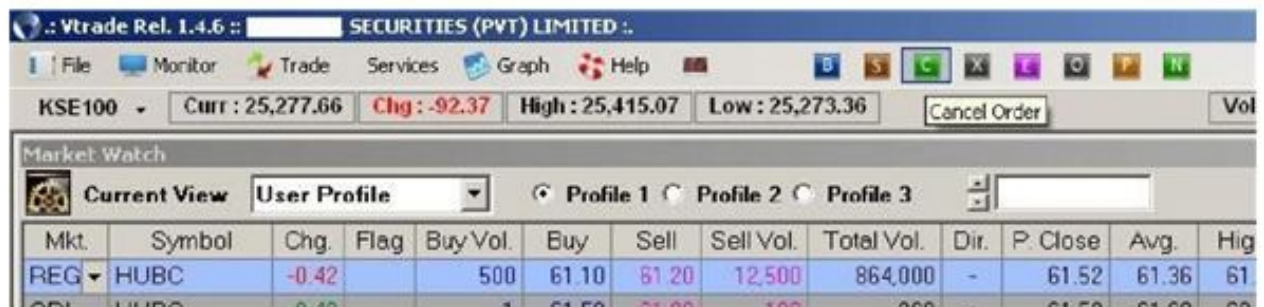 .: Vtrade Rel. 1.4.6 :: SECURITIES (PVT) LIMITED :.
File Monitor Trade Services Graph Help B S C X E O P N
KSE100 Curr : 25,277.66 Chg : -92.37 High : 25,415.07 Low : 25,273.36 Cancel Order Vol
Market Watch
Current View User Profile Profile 1 Profile 2 Profile 3
Mkt. Symbol Chg. Flag Buy Vol. Buy Sell Sell Vol. Total Vol. Dir. P. Close Avg. Hig
REG HUBC -0.42 500 61.10 61.20 12,500 864,000 - 61.52 61.36 61.